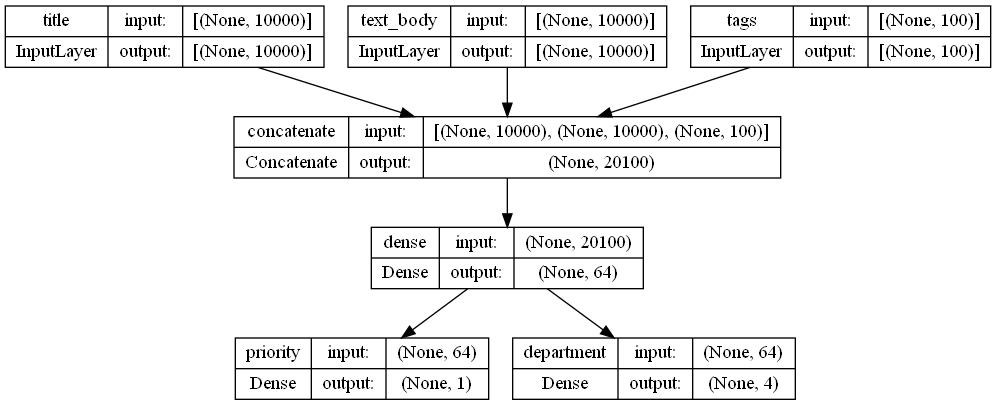 title input: [(None, 10000)]
InputLayer output: [(None, 10000)]
text_body input: [(None, 10000)]
InputLayer output: [(None, 10000)]
tags input: [(None, 100)]
InputLayer output: [(None, 100)]
concatenate input: [(None, 10000), (None, 10000), (None, 100)]
Concatenate output: (None, 20100)
dense input: (None, 20100)
Dense output: (None, 64)
priority input: (None, 64)
Dense output: (None, 1)
department input: (None, 64)
Dense output: (None, 4)